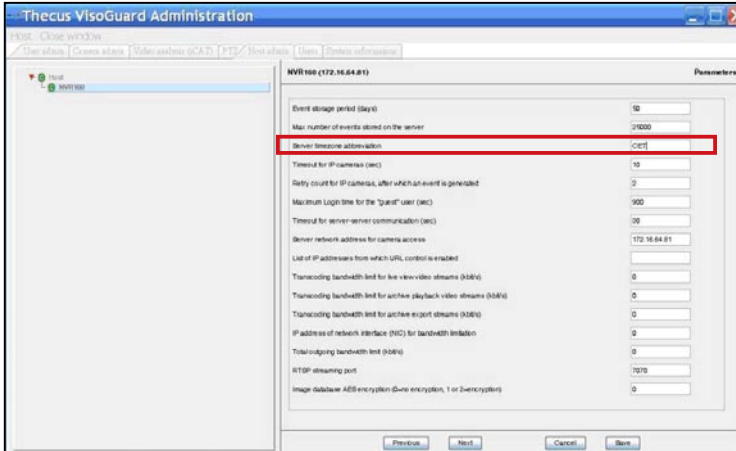 Thecus VisoGuard Administration
Host Close window
User admin Camera admin Video analysis (iCAT) PTZ Host admin Users System information
Host
NVR160
NVR160 (172.16.64.81) Parameters
Event storage period (days) 50
Max number of events stored on the server 25000
Server timezone abbreviation CET
Timeout for IP cameras (sec) 10
Retry count for IP cameras, after which an event is generated 2
Maximum Login time for the "guest" user (sec) 900
Timeout for server-server communication (sec) 30
Server network address for camera access 172.16.64.81
List of IP addresses from which URL control is enabled
Transcoding bandwidth limit for live view video streams (kbit/s) 0
Transcoding bandwidth limit for archive playback video streams (kbit/s) 0
Transcoding bandwidth limit for archive export streams (kbit/s) 0
IP address of network interface (NIC) for bandwidth limitation 0
Total outgoing bandwidth limit (kbit/s) 0
RTSP streaming port 7070
Image database AES encryption (0=no encryption, 1 or 2=encryption) 0
Previous Next Cancel Save